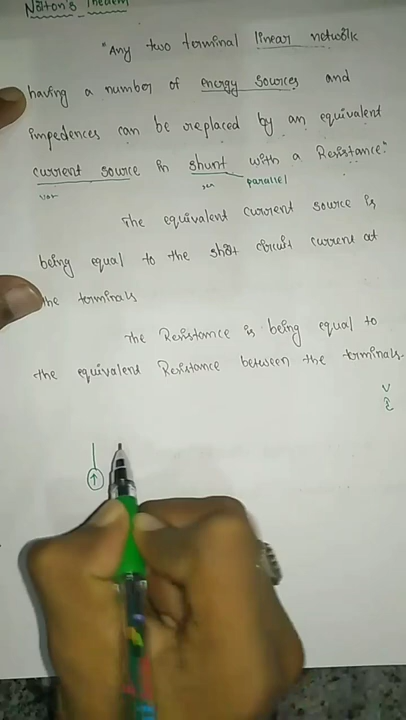 Norton's Theorem
"Any two terminal linear network
having a number of energy sources and
impedences can be replaced by an equivalent
current source in shunt with a Resistance."
parallel
The equivalent current source is
being equal to the short circuit current at
the terminals
The Resistance is being equal to
the equivalent Resistance between the terminals.
V